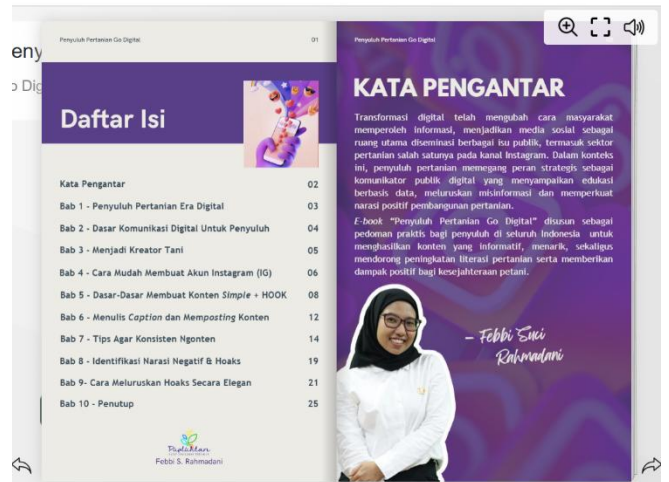 eny
o Dig
Penyuluh Pertanian Go Digital 01
Daftar Isi
Kata Pengantar 02
Bab 1 - Penyuluh Pertanian Era Digital 03
Bab 2 - Dasar Komunikasi Digital Untuk Penyuluh 04
Bab 3 - Menjadi Kreator Tani 05
Bab 4 - Cara Mudah Membuat Akun Instagram (IG) 06
Bab 5 - Dasar-Dasar Membuat Konten Simple + HOOK 08
Bab 6 - Menulis Caption dan Memposting Konten 12
Bab 7 - Tips Agar Konsisten Ngonten 14
Bab 8 - Identifikasi Narasi Negatif & Hoaks 19
Bab 9- Cara Meluruskan Hoaks Secara Elegan 21
Bab 10 - Penutup 25
Febbi S. Rahmadani
Penyuluh Pertanian Go Digital
KATA PENGANTAR
Transformasi digital telah mengubah cara masyarakat
memperoleh informasi, menjadikan media sosial sebagai
ruang utama diseminasi berbagai isu publik, termasuk sektor
pertanian salah satunya pada kanal Instagram. Dalam konteks
ini, penyuluh pertanian memegang peran strategis sebagai
komunikator publik digital yang menyampaikan edukasi
berbasis data, meluruskan misinformasi dan memperkuat
narasi positif pembangunan pertanian.
E-book "Penyuluh Pertanian Go Digital" disusun sebagai
pedoman praktis bagi penyuluh di seluruh Indonesia untuk
menghasilkan konten yang informatif, menarik, sekaligus
mendorong peningkatan literasi pertanian serta memberikan
dampak positif bagi kesejahteraan petani.
– Febbi Suci
Rahmadani